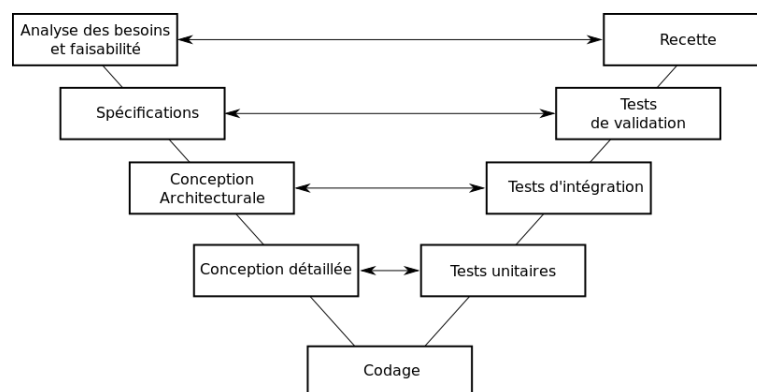 Analyse des besoins
et faisabilité
Recette
Spécifications
Tests
de validation
Conception
Architecturale
Tests d'intégration
Conception détaillée
Tests unitaires
Codage